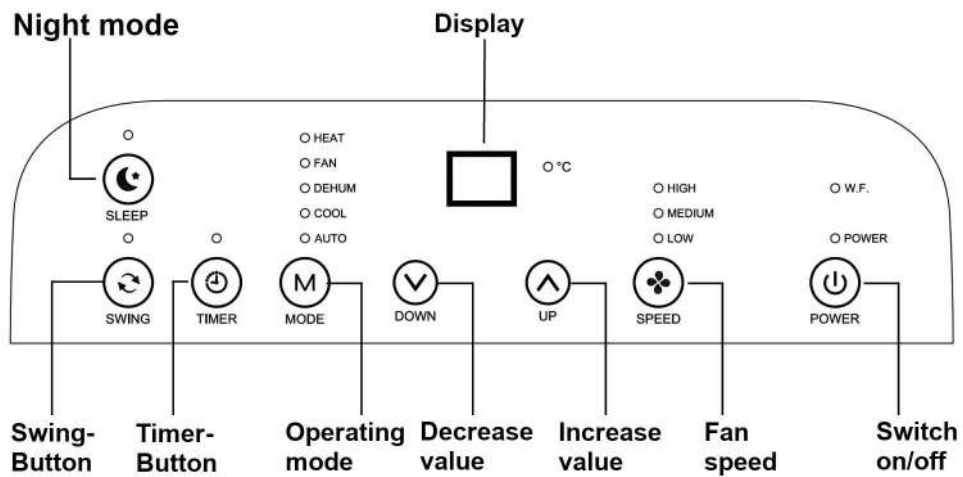 Night mode
Display
HEAT
FAN
°C
DEHUM
HIGH
W.F.
SLEEP
COOL
MEDIUM
AUTO
LOW
POWER
M
SWING
TIMER
MODE
DOWN
UP
SPEED
POWER
Swing-
Button
Timer-
Button
Operating
mode
Decrease
value
Increase
value
Fan
speed
Switch
on/off